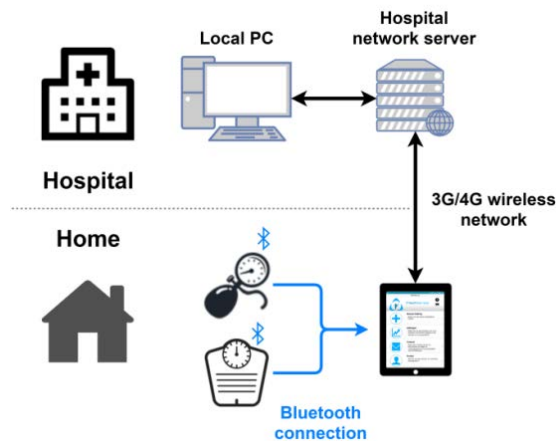 Local PC
Hospital
network server
Hospital
3G/4G wireless
network
Home
Bluetooth
connection